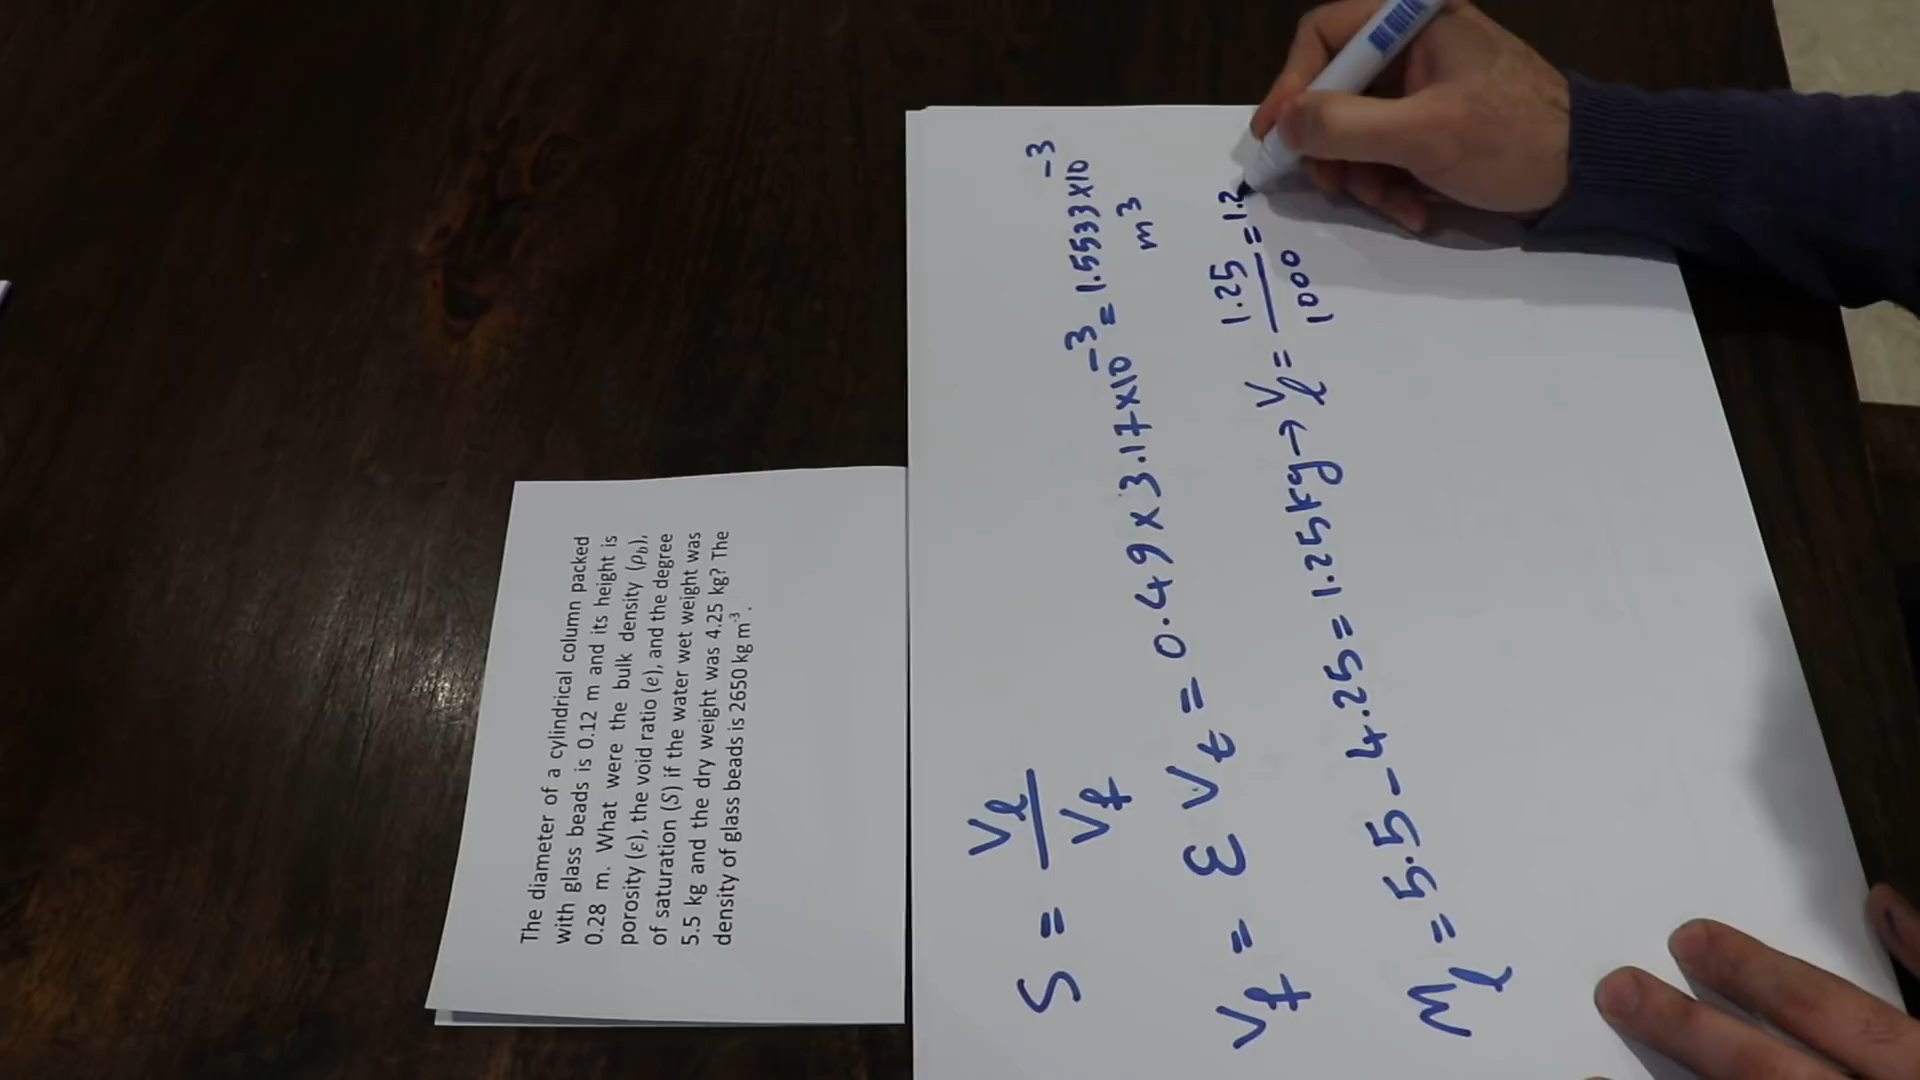 The diameter of a cylindrical column packed
with glass beads is 0.12 m and its height is
0.28 m. What were the bulk density (ρb),
porosity (ε), the void ratio (e), and the degree
of saturation (S) if the water wet weight was
5.5 kg and the dry weight was 4.25 kg? The
density of glass beads is 2650 kg m-3.
S = Vl / Vf
Vf = ε Vt = 0.49 x 3.17 x 10^-3 = 1.5533 x 10^-3 m3
Ml = 5.5 - 4.25 = 1.25 kg → Vl = 1.25 / 1000 = 1.2